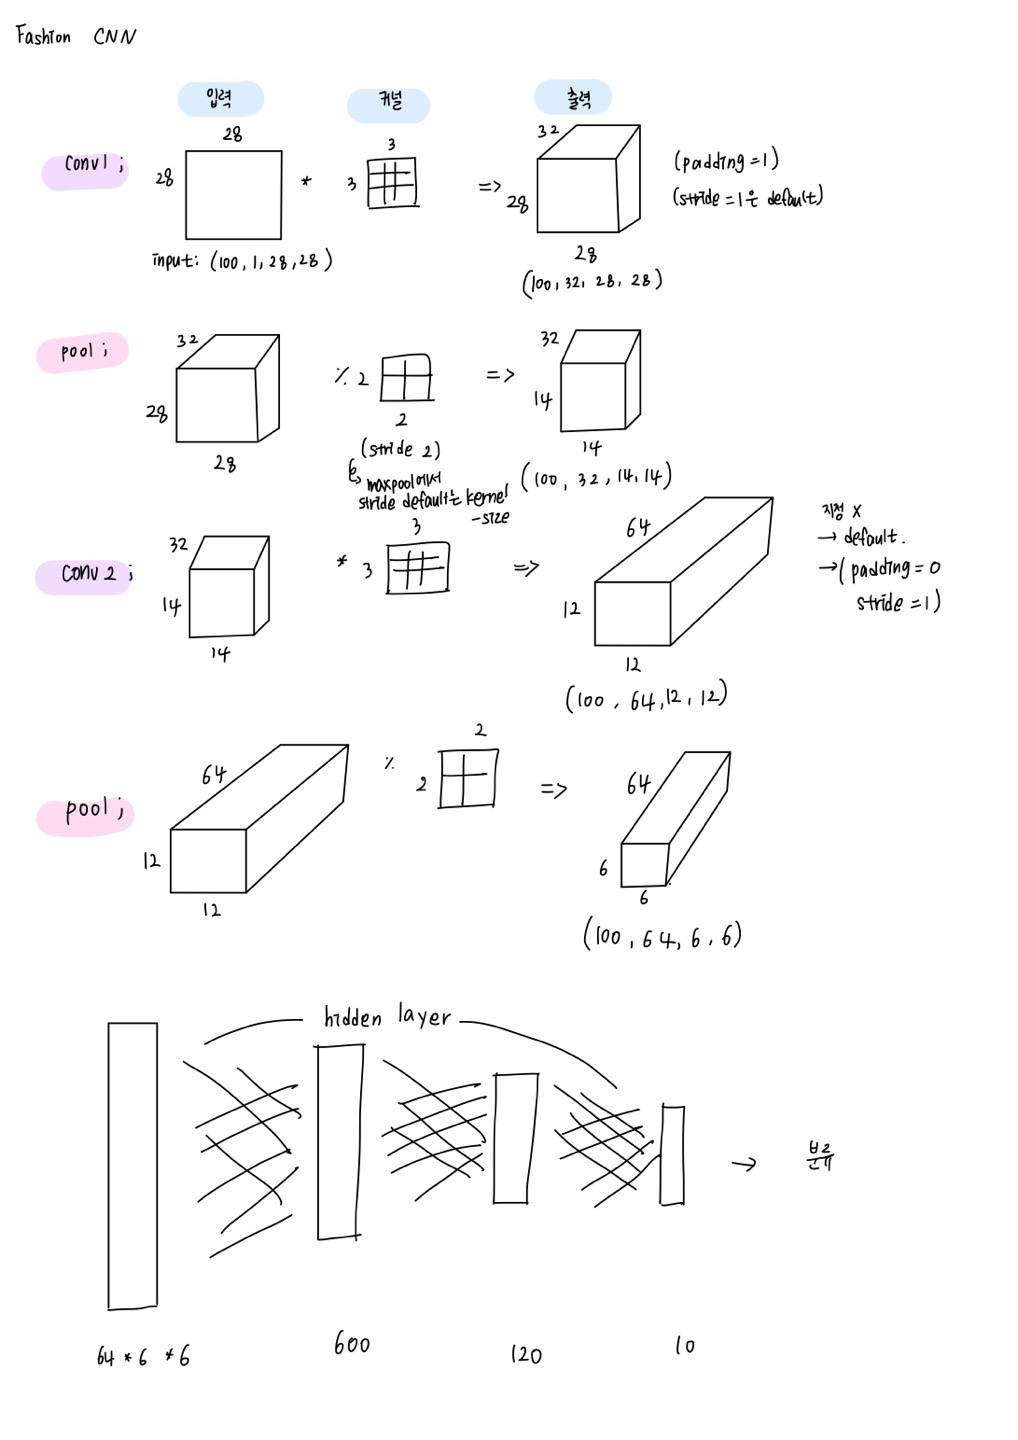 Fashion CNN
입력 커널 출력
conv1 ;
28
28
*
3
3
=>
32
28
28
(padding = 1)
(stride = 1은 default)
input: (100, 1, 28, 28)
(100, 32, 28, 28)
pool ;
32
28
28
% 2
2
(stride 2)
↳ maxpool에서
stride default는 kernel
-size
=>
32
14
14
(100, 32, 14, 14)
conv 2 ;
32
14
14
*
3
3
=>
64
12
12
(100, 64, 12, 12)
지정 x
→ default.
→ ( padding = 0
stride = 1)
pool ;
64
12
12
%
2
2
=>
64
6
6
(100, 64, 6, 6)
hidden layer
→ 분류
64 * 6 * 6
600
120
10